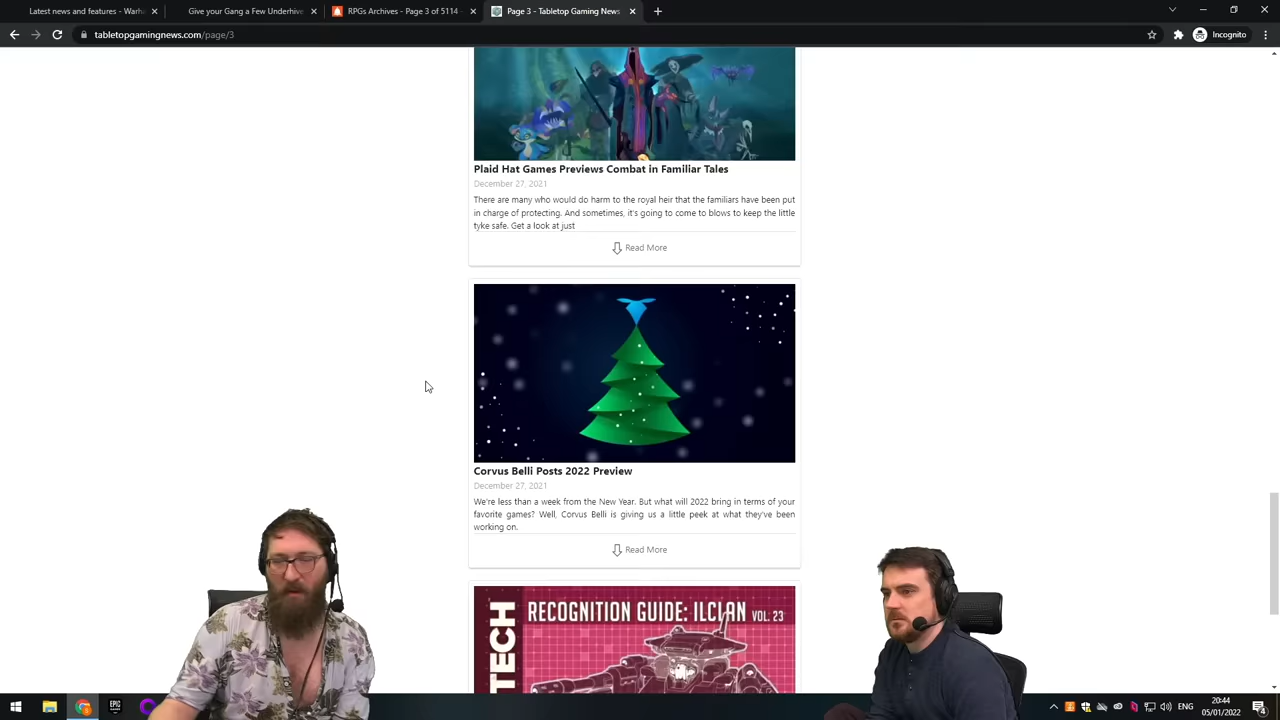 Latest news and features - Warha
Give your Gang a Few Underhive
RPGs Archives - Page 3 of 5114 -
Page 3 - Tabletop Gaming News
tabletopgamingnews.com/page/3
Incognito
Plaid Hat Games Previews Combat in Familiar Tales
December 27, 2021
There are many who would do harm to the royal heir that the familiars have been put
in charge of protecting. And sometimes, it's going to come to blows to keep the little
tyke safe. Get a look at just
Read More
Corvus Belli Posts 2022 Preview
December 27, 2021
We're less than a week from the New Year. But what will 2022 bring in terms of your
favorite games? Well, Corvus Belli is giving us a little peek at what they've been
working on.
Read More
RECOGNITION GUIDE: ILCLAN VOL. 23
TECH
ENG
20:44
05/01/2022